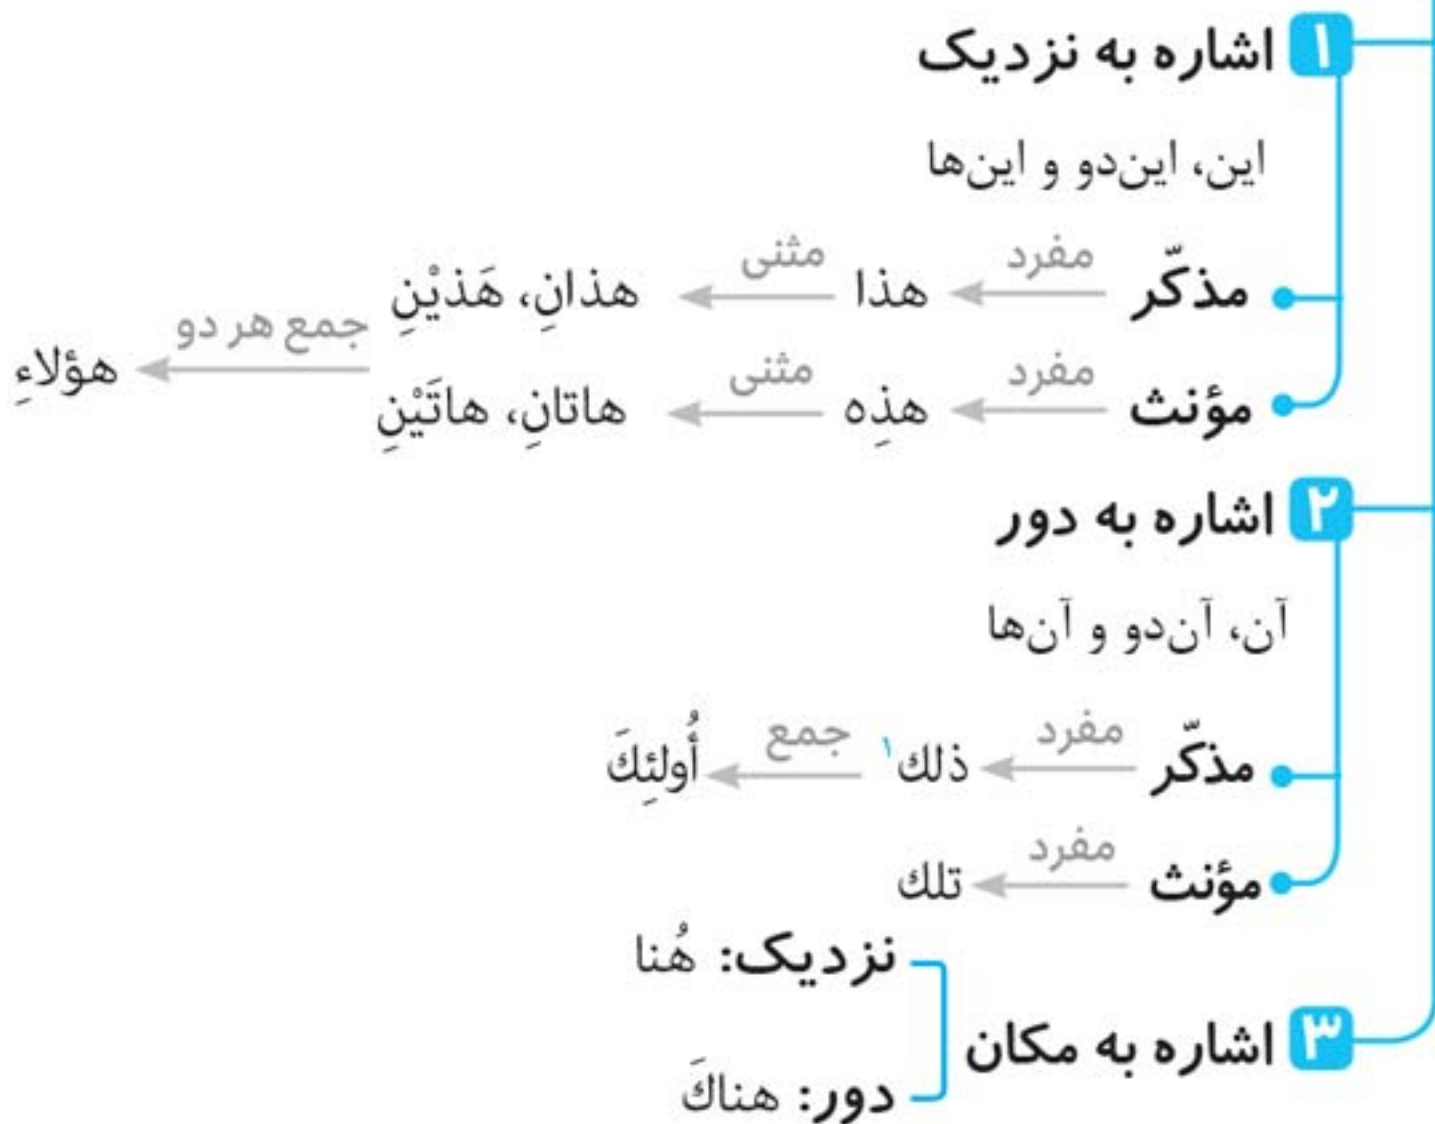 ۱ اشاره به نزدیک
این، این‌دو و این‌ها
مذکّر مفرد هذا مثنی هذانِ، هَذیْنِ
جمع هر دو هؤلاءِ
مؤنث مفرد هذِه مثنی هاتانِ، هاتَیْنِ
۲ اشاره به دور
آن، آن‌دو و آن‌ها
مذکّر مفرد ذلك۱ جمع أُولئِكَ
مؤنث مفرد تلك
نزدیک: هُنا
۳ اشاره به مکان
دور: هناكَ